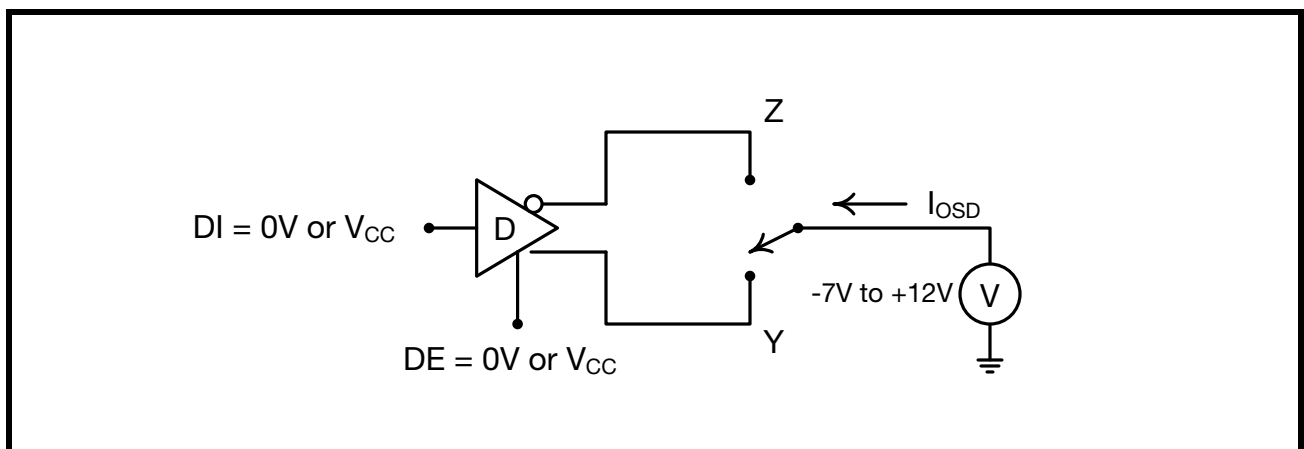 Z
I_OSD
DI = 0V or V_CC
D
-7V to +12V
V
Y
DE = 0V or V_CC